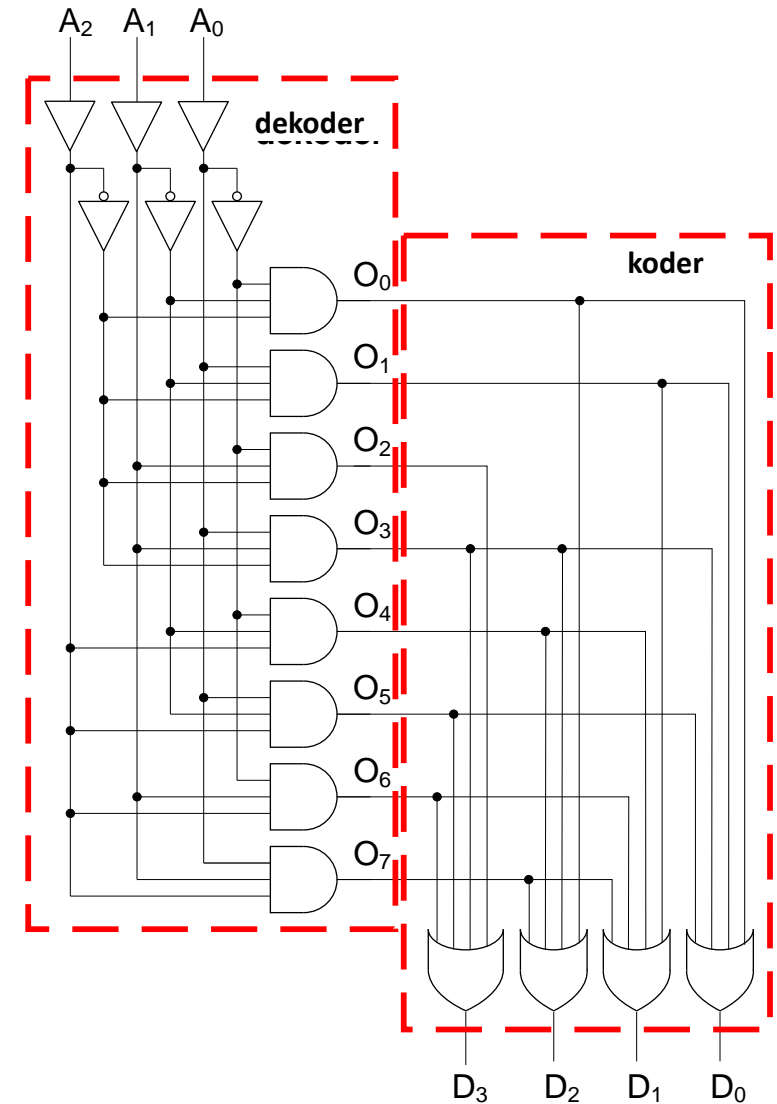 A₂ A₁ A₀
dekoder
koder
O₀
O₁
O₂
O₃
O₄
O₅
O₆
O₇
D₃ D₂ D₁ D₀